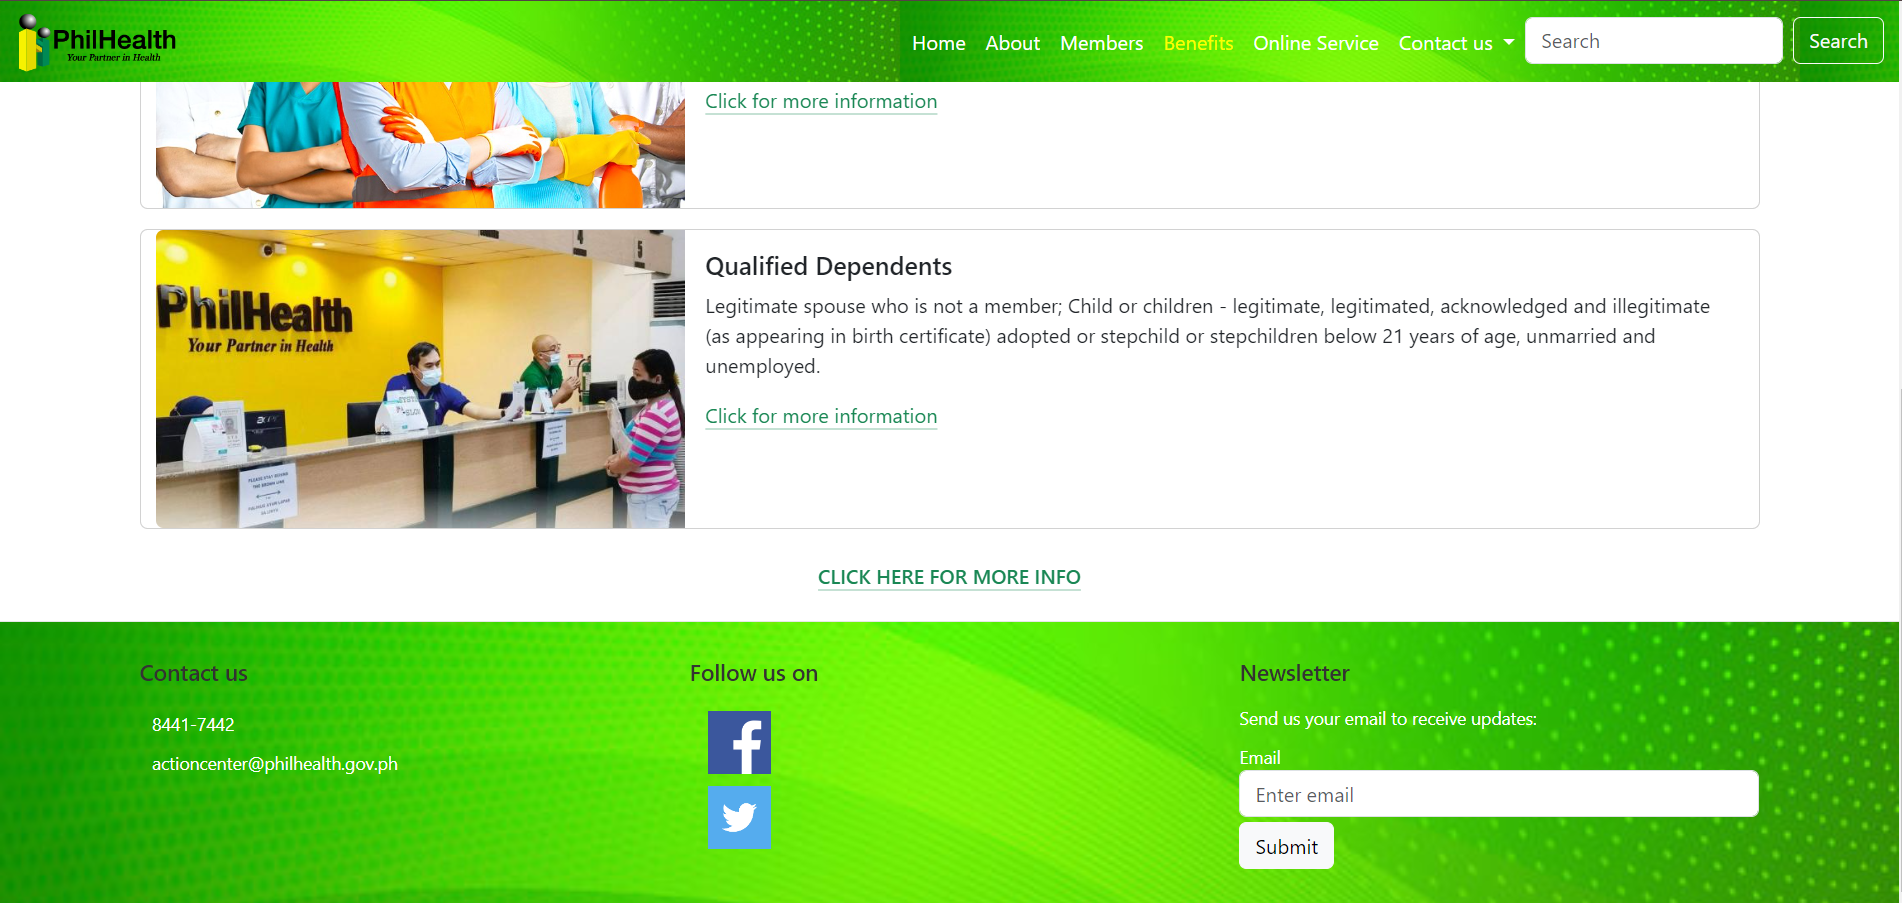 PhilHealth
Your Partner in Health
Home About Members Benefits Online Service Contact us Search Search
Click for more information
4
5
PhilHealth
Your Partner in Health
Qualified Dependents
Legitimate spouse who is not a member; Child or children - legitimate, legitimated, acknowledged and illegitimate
(as appearing in birth certificate) adopted or stepchild or stepchildren below 21 years of age, unmarried and
unemployed.
Click for more information
CLICK HERE FOR MORE INFO
Contact us
8441-7442
actioncenter@philhealth.gov.ph
Follow us on
Newsletter
Send us your email to receive updates:
Email
Enter email
Submit